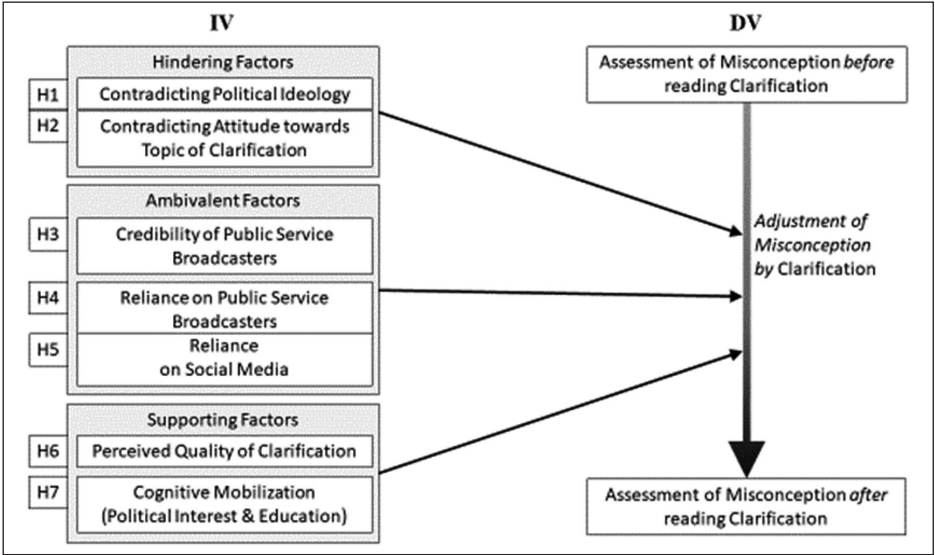 IV
DV
Hindering Factors
H1
Contradicting Political Ideology
H2
Contradicting Attitude towards
Topic of Clarification
Ambivalent Factors
H3
Credibility of Public Service
Broadcasters
H4
Reliance on Public Service
Broadcasters
H5
Reliance
on Social Media
Supporting Factors
H6
Perceived Quality of Clarification
H7
Cognitive Mobilization
(Political Interest & Education)
Assessment of Misconception before
reading Clarification
Adjustment of
Misconception
by Clarification
Assessment of Misconception after
reading Clarification